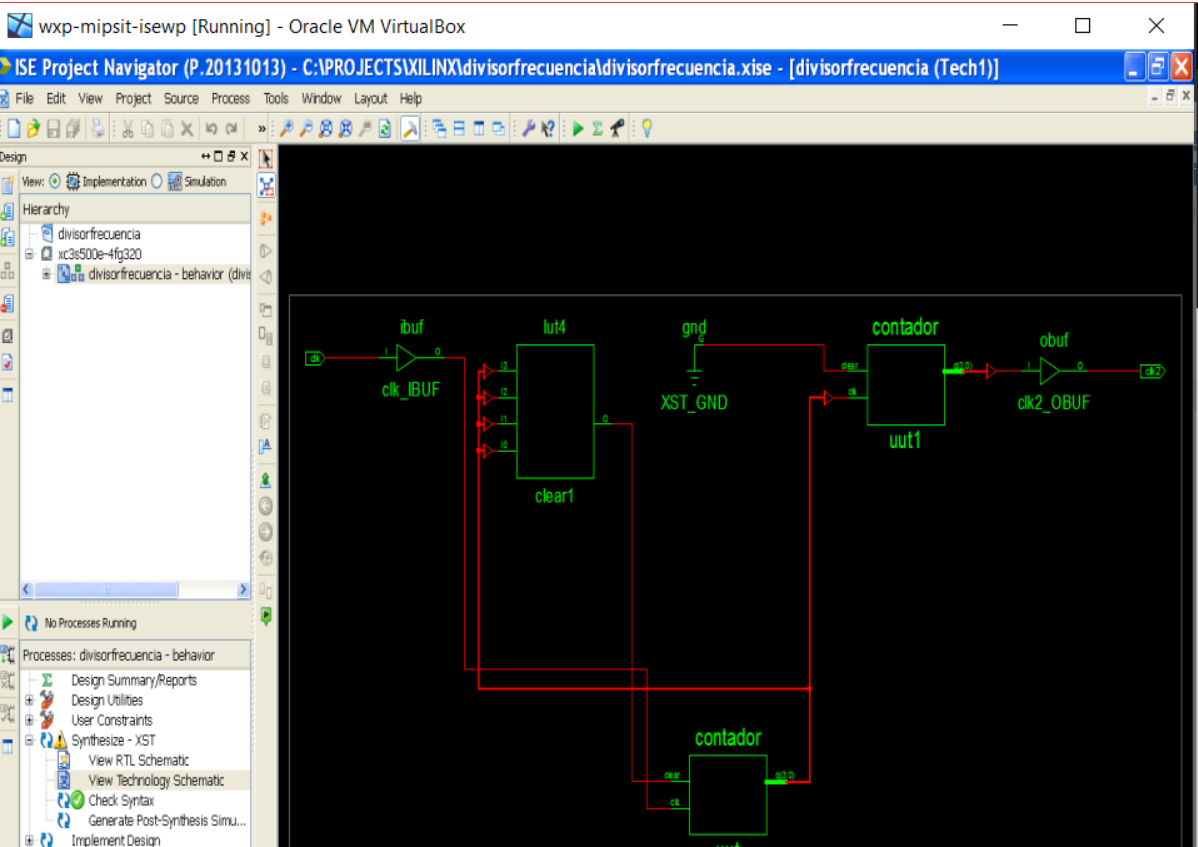 wxp-mipsit-isewp [Running] - Oracle VM VirtualBox
ISE Project Navigator (P.20131013) - C:\PROJECTS\XILINX\divisorfrecuencia\divisorfrecuencia.xise - [divisorfrecuencia (Tech1)]
File Edit View Project Source Process Tools Window Layout Help
Design
View: Implementation Simulation
Hierarchy
divisorfrecuencia
xc3s500e-4fg320
divisorfrecuencia - behavior (divis
ibuf
lut4
gnd
contador
obuf
clk
I
O
I3
I2
I1
I0
O
G
clear
clk
q(3:0)
I
O
clk2
clk_IBUF
XST_GND
clk2_OBUF
uut1
clear1
contador
clear
clk
q(3:0)
No Processes Running
Processes: divisorfrecuencia - behavior
Design Summary/Reports
Design Utilities
User Constraints
Synthesize - XST
View RTL Schematic
View Technology Schematic
Check Syntax
Generate Post-Synthesis Simu...
Implement Design